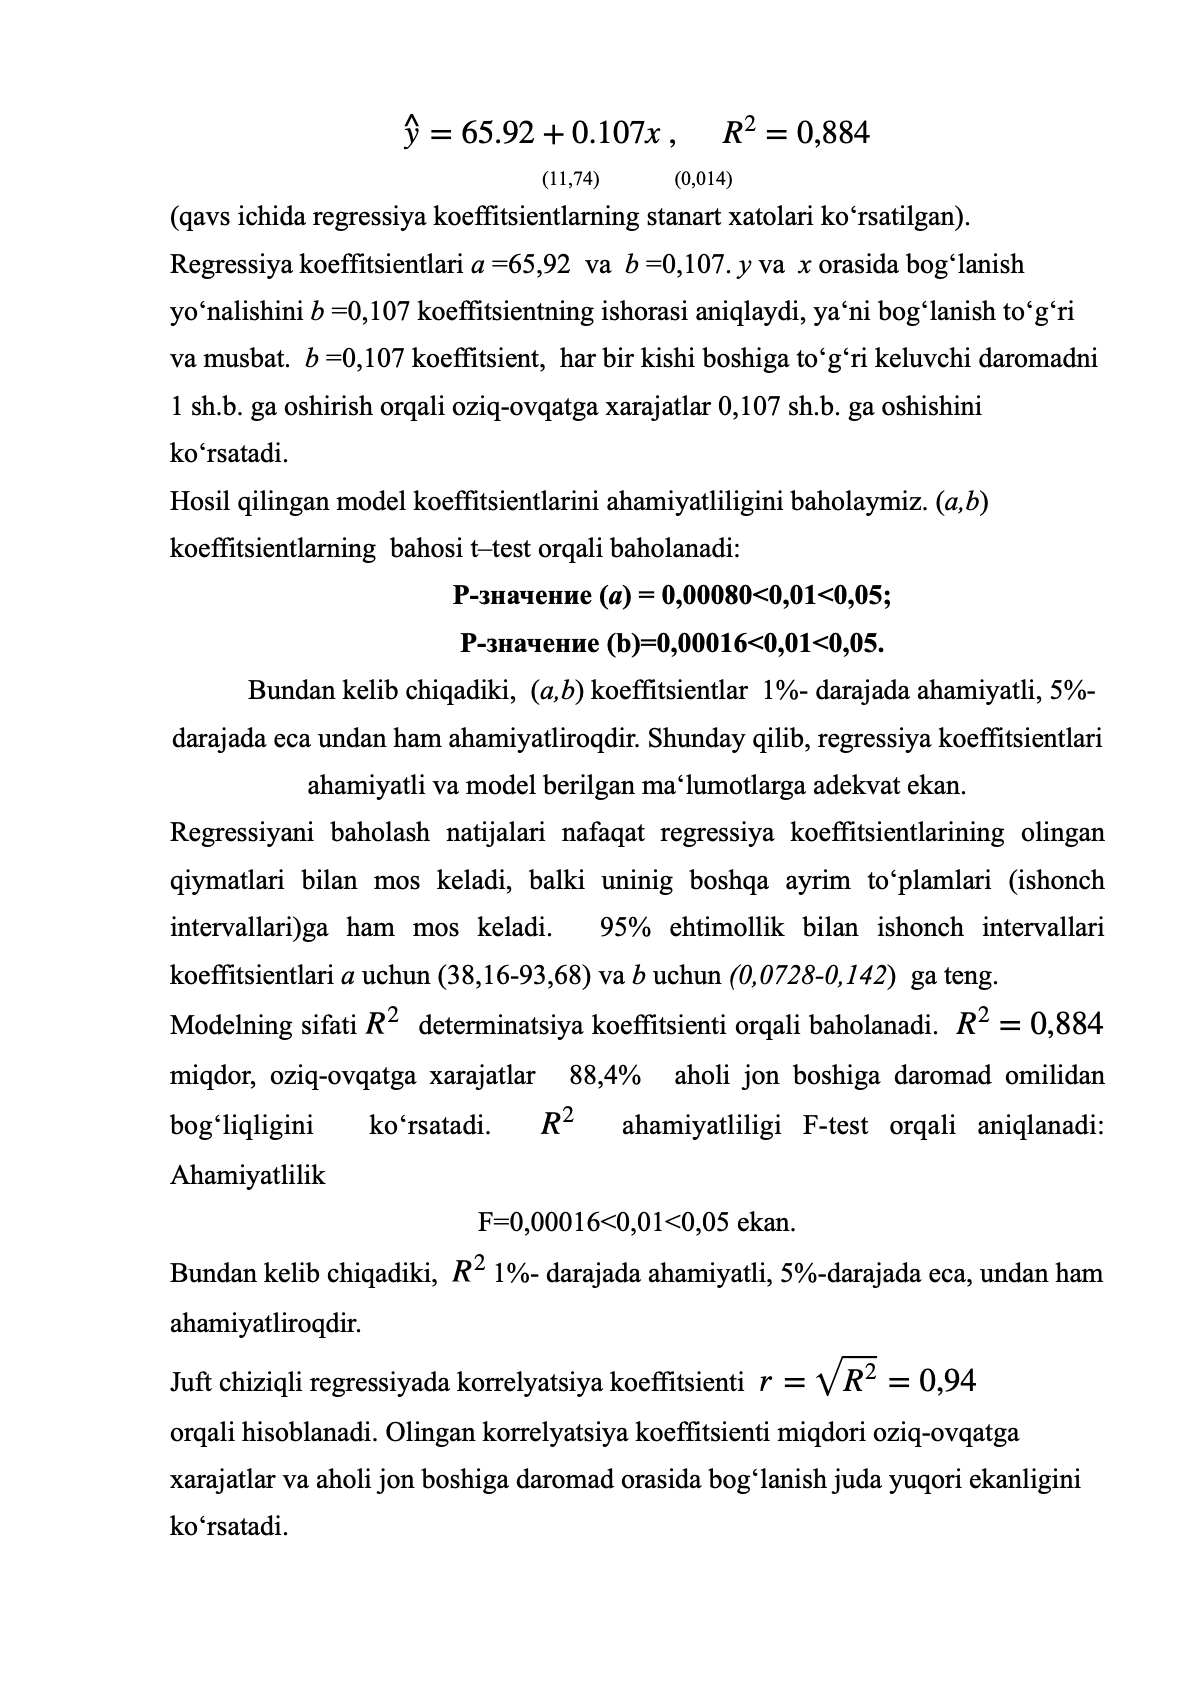 ŷ = 65.92 + 0.107x , R² = 0,884
(11,74) (0,014)
(qavs ichida regressiya koeffitsientlarning stanart xatolari ko‘rsatilgan).
Regressiya koeffitsientlari a =65,92 va b =0,107. y va x orasida bog‘lanish
yo‘nalishini b =0,107 koeffitsientning ishorasi aniqlaydi, ya‘ni bog‘lanish to‘g‘ri
va musbat. b =0,107 koeffitsient, har bir kishi boshiga to‘g‘ri keluvchi daromadni
1 sh.b. ga oshirish orqali oziq-ovqatga xarajatlar 0,107 sh.b. ga oshishini
ko‘rsatadi.
Hosil qilingan model koeffitsientlarini ahamiyatliligini baholaymiz. (a,b)
koeffitsientlarning bahosi t–test orqali baholanadi:
P-значение (a) = 0,00080<0,01<0,05;
P-значение (b)=0,00016<0,01<0,05.
Bundan kelib chiqadiki, (a,b) koeffitsientlar 1%- darajada ahamiyatli, 5%-
darajada eca undan ham ahamiyatliroqdir. Shunday qilib, regressiya koeffitsientlari
ahamiyatli va model berilgan ma‘lumotlarga adekvat ekan.
Regressiyani baholash natijalari nafaqat regressiya koeffitsientlarining olingan
qiymatlari bilan mos keladi, balki uninig boshqa ayrim to‘plamlari (ishonch
intervallari)ga ham mos keladi. 95% ehtimollik bilan ishonch intervallari
koeffitsientlari a uchun (38,16-93,68) va b uchun (0,0728-0,142) ga teng.
Modelning sifati R² determinatsiya koeffitsienti orqali baholanadi. R² = 0,884
miqdor, oziq-ovqatga xarajatlar 88,4% aholi jon boshiga daromad omilidan
bog‘liqligini ko‘rsatadi. R² ahamiyatliligi F-test orqali aniqlanadi:
Ahamiyatlilik
F=0,00016<0,01<0,05 ekan.
Bundan kelib chiqadiki, R² 1%- darajada ahamiyatli, 5%-darajada eca, undan ham
ahamiyatliroqdir.
Juft chiziqli regressiyada korrelyatsiya koeffitsienti r = √R² = 0,94
orqali hisoblanadi. Olingan korrelyatsiya koeffitsienti miqdori oziq-ovqatga
xarajatlar va aholi jon boshiga daromad orasida bog‘lanish juda yuqori ekanligini
ko‘rsatadi.